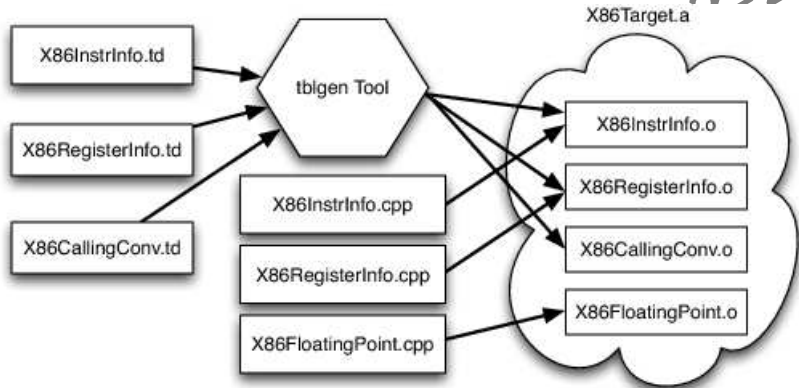 X86Target.a
X86InstrInfo.td
tblgen Tool
X86InstrInfo.o
X86RegisterInfo.td
X86RegisterInfo.o
X86InstrInfo.cpp
X86CallingConv.td
X86CallingConv.o
X86RegisterInfo.cpp
X86FloatingPoint.o
X86FloatingPoint.cpp